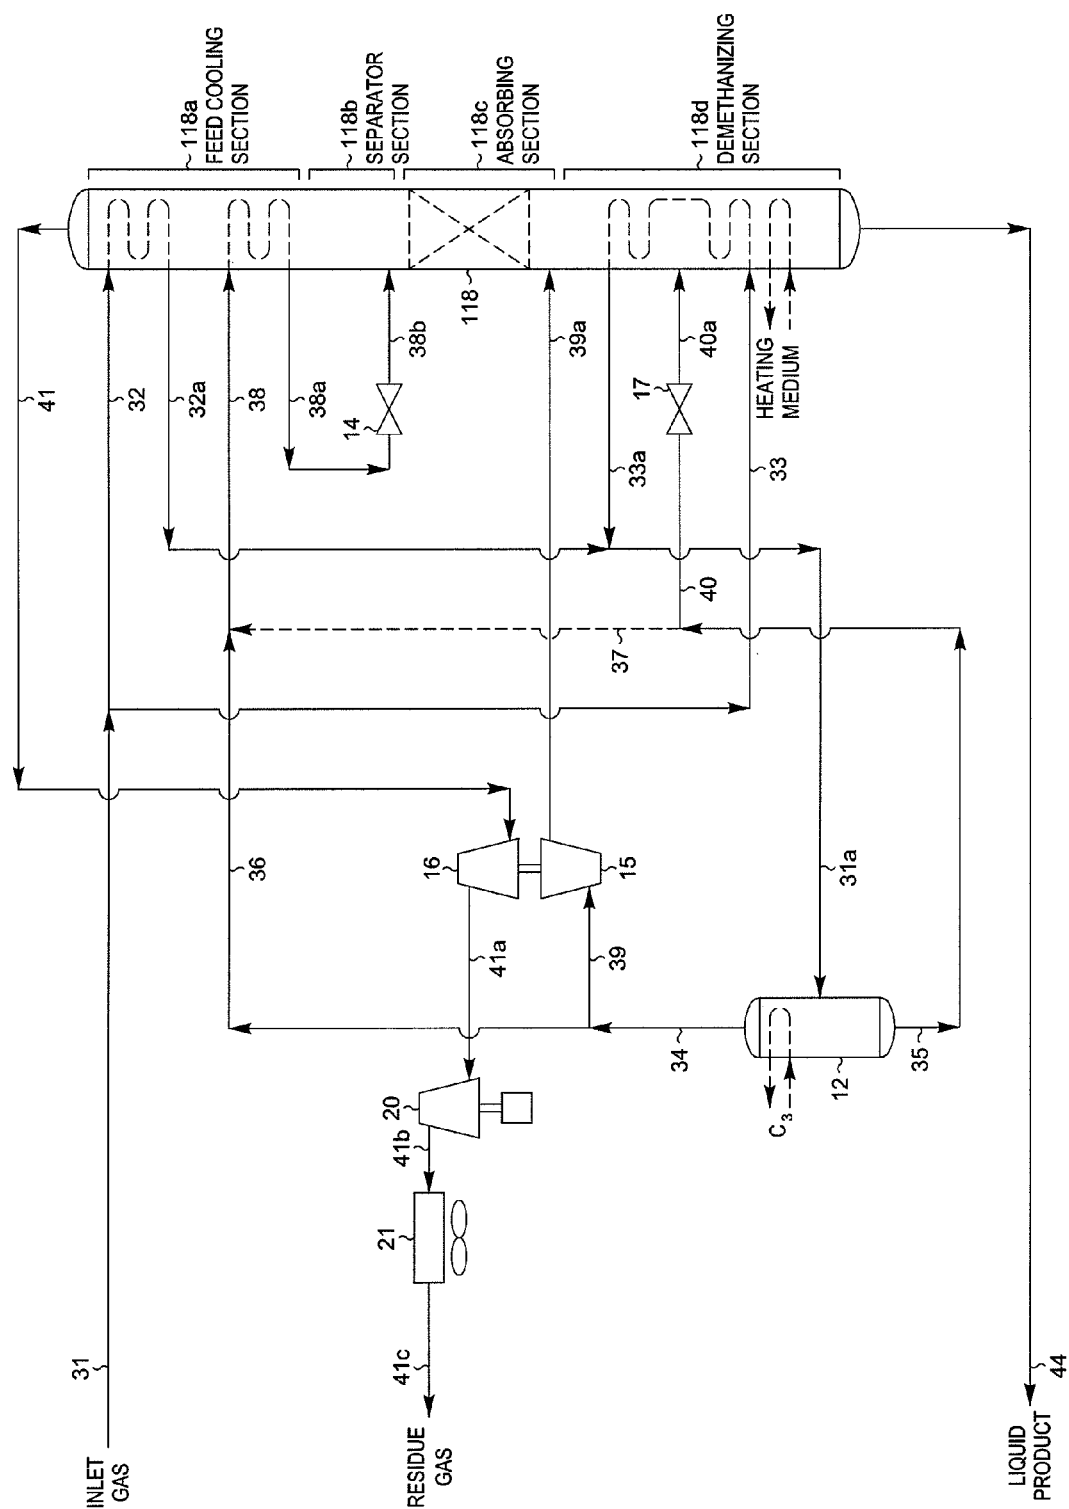 118a
FEED COOLING
SECTION
118b
SEPARATOR
SECTION
118c
ABSORBING
SECTION
118d
DEMETHANIZING
SECTION
41
32
32a
38
38a
14
38b
118
39a
17
40a
HEATING
MEDIUM
33a
33
40
37
36
16
15
31a
41a
39
34
35
12
C3
20
41b
21
31
41c
44
INLET
GAS
RESIDUE
GAS
LIQUID
PRODUCT